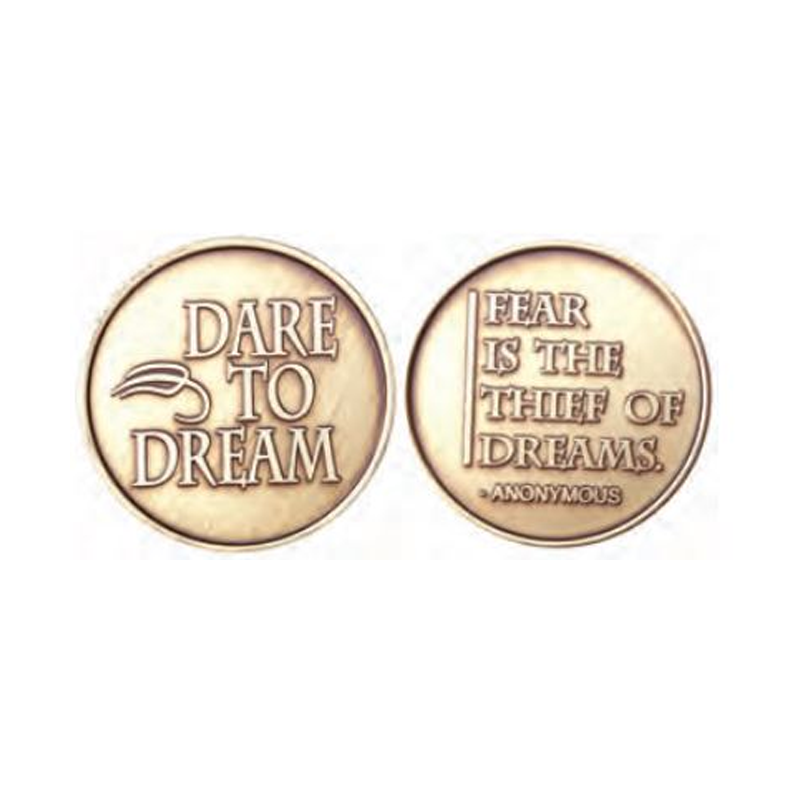 DARE
TO
DREAM
FEAR
IS THE
THIEF OF
DREAMS.
- ANONYMOUS